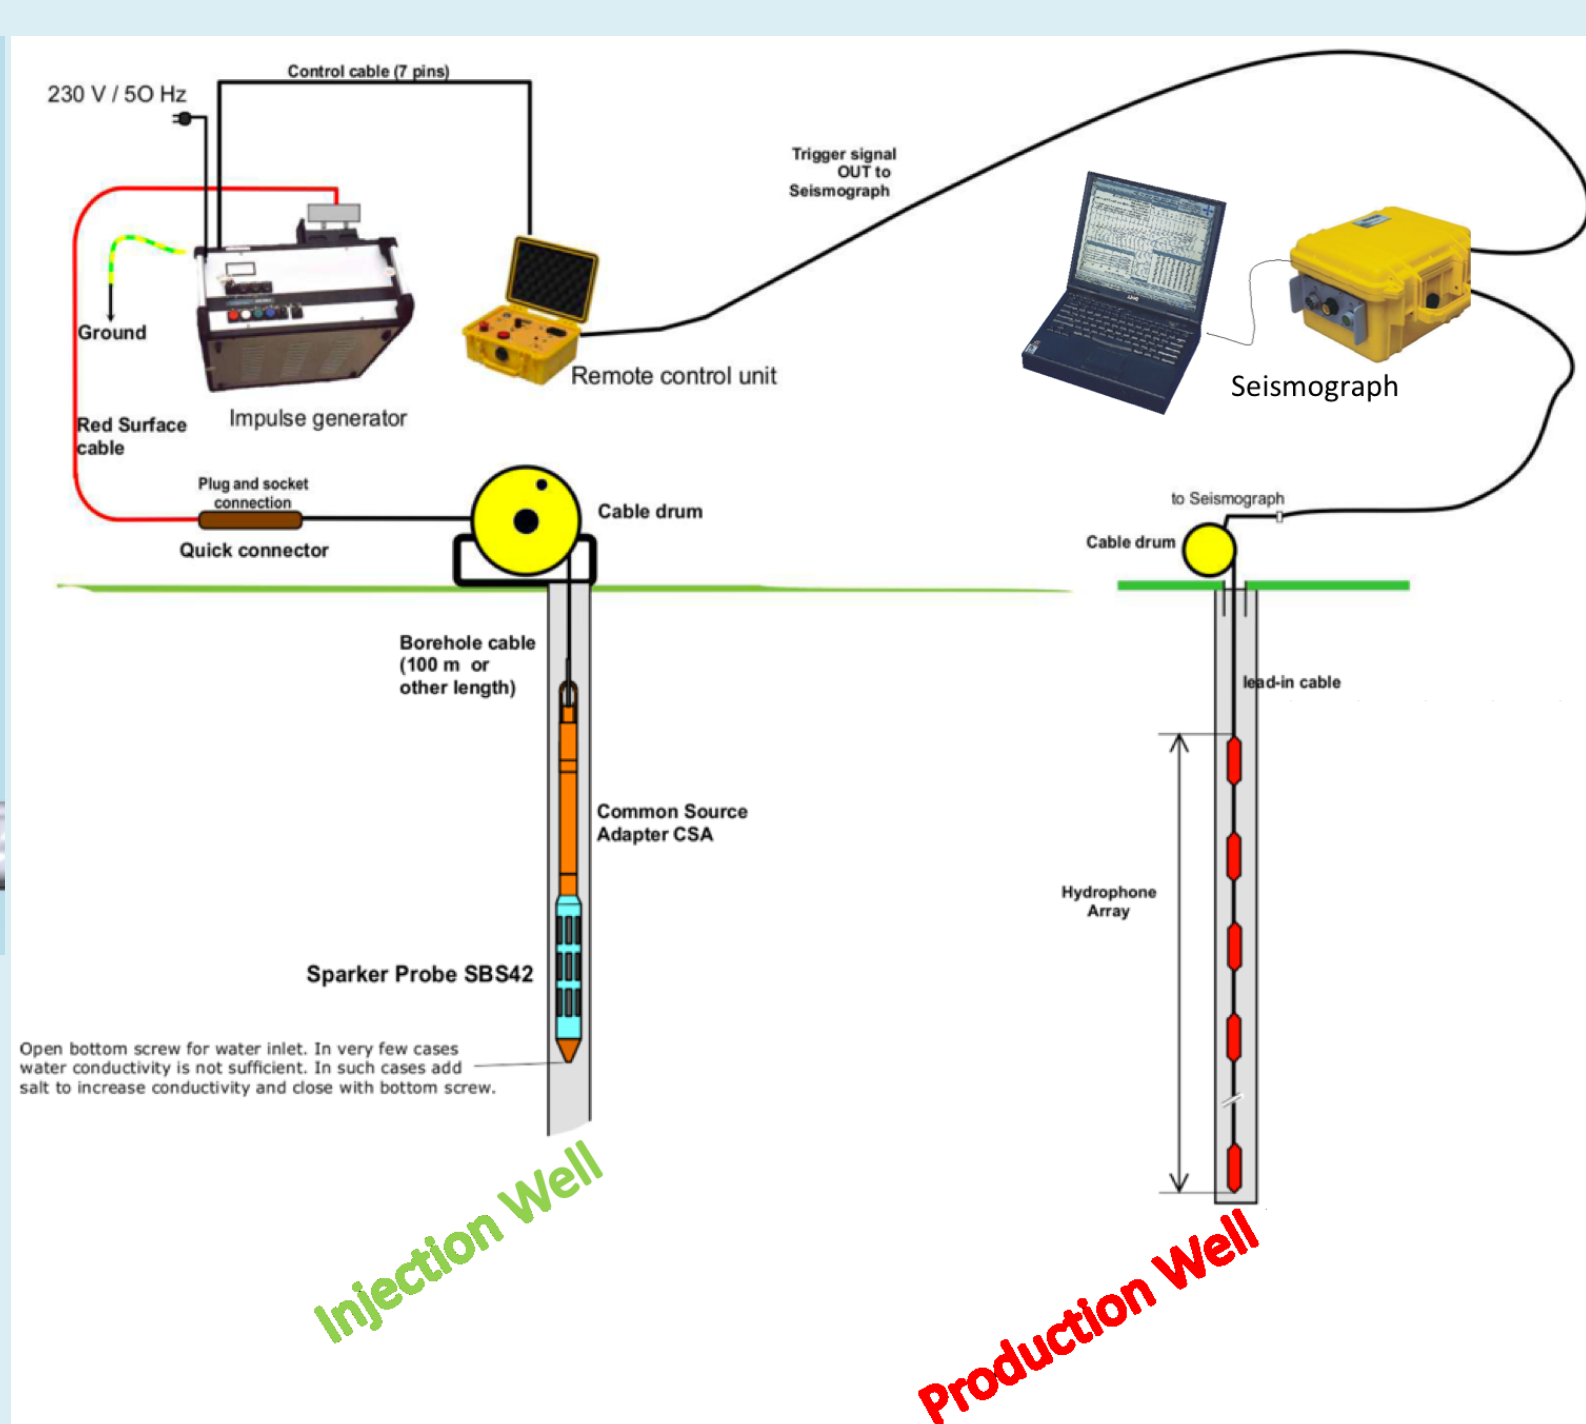 Control cable (7 pins)
230 V / 5O Hz
Trigger signal
OUT to
Seismograph
Ground
Remote control unit
Seismograph
Impulse generator
Red Surface
cable
Plug and socket
connection
Quick connector
Cable drum
to Seismograph
Cable drum
Borehole cable
(100 m or
other length)
lead-in cable
Common Source
Adapter CSA
Hydrophone
Array
Sparker Probe SBS42
Open bottom screw for water inlet. In very few cases
water conductivity is not sufficient. In such cases add
salt to increase conductivity and close with bottom screw.
Injection Well
Production Well